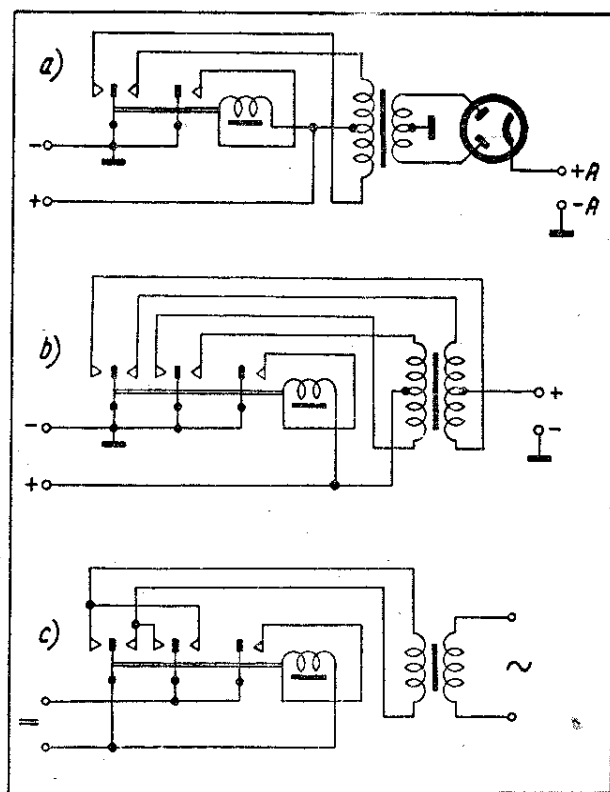 a)
−
+
+A
−A
b)
−
+
+
−
c)
=
~